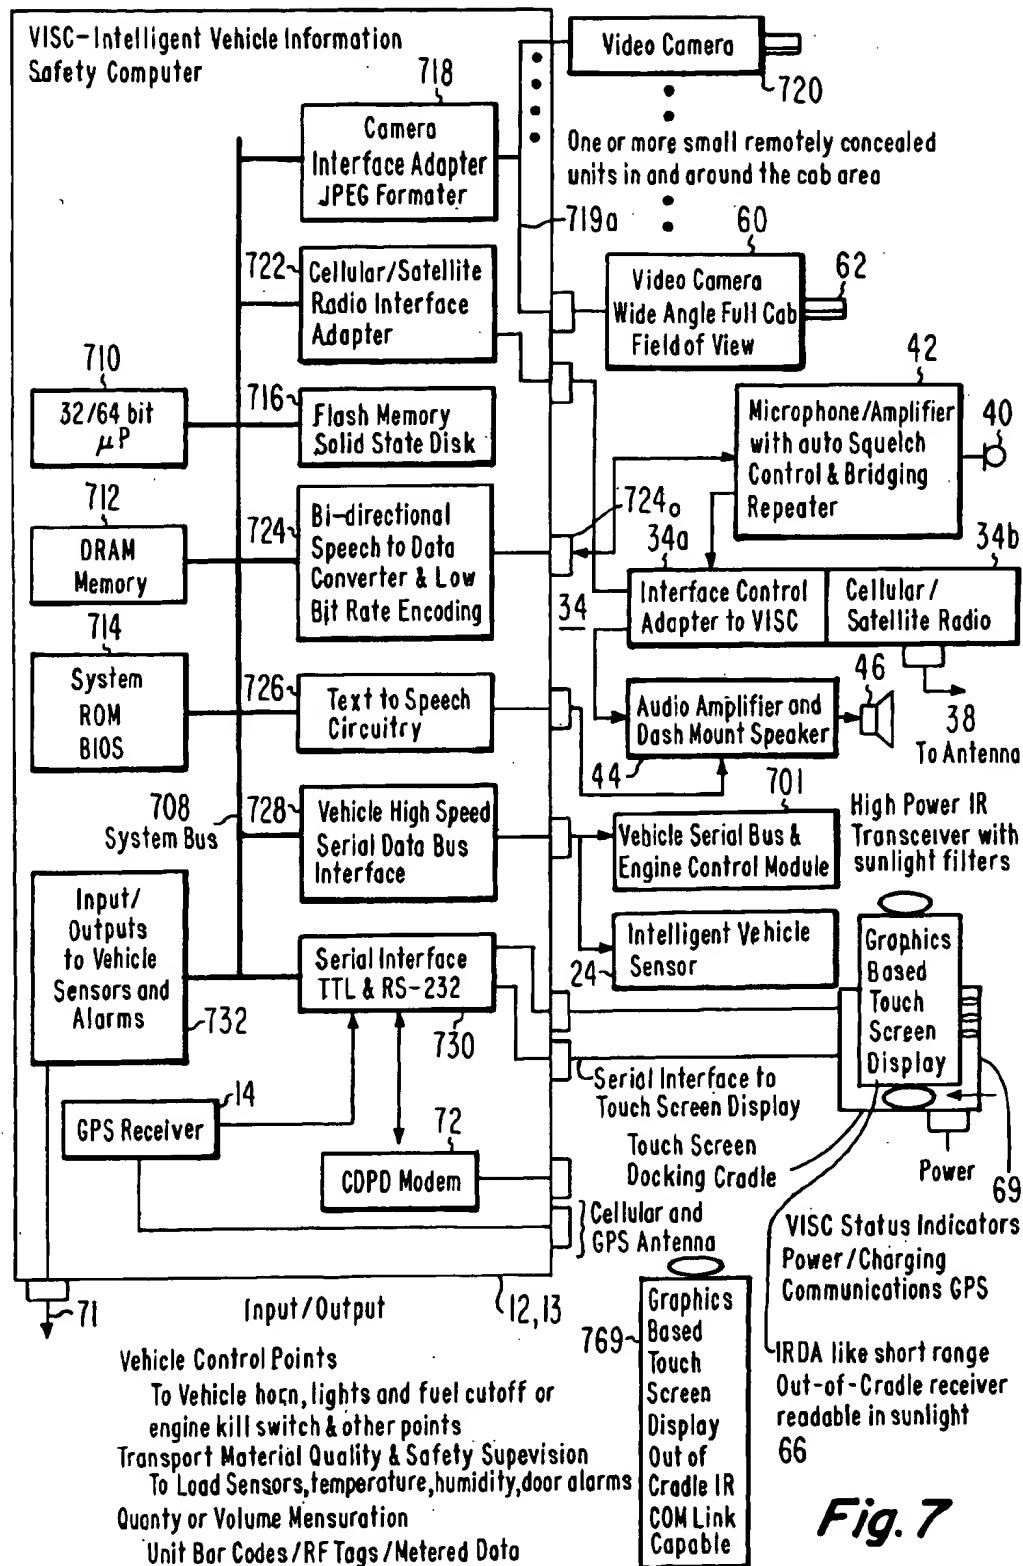 VISC-Intelligent Vehicle Information
Safety Computer
718
Camera
Interface Adapter
JPEG Formater
Video Camera
720
One or more small remotely concealed
units in and around the cab area
719a
722
Cellular/Satellite
Radio Interface
Adapter
60
Video Camera
Wide Angle Full Cab
Field of View
62
710
32/64 bit
μP
716
Flash Memory
Solid State Disk
42
Microphone/Amplifier
with auto Squelch
Control & Bridging
Repeater
40
712
DRAM
Memory
724
Bi-directional
Speech to Data
Converter & Low
Bit Rate Encoding
724o
34a
34b
34
Interface Control
Adapter to VISC
Cellular/
Satellite Radio
714
System
ROM
BIOS
726
Text to Speech
Circuitry
Audio Amplifier and
Dash Mount Speaker
44
46
38
To Antenna
708
System Bus
728
Vehicle High Speed
Serial Data Bus
Interface
701
Vehicle Serial Bus &
Engine Control Module
High Power IR
Transceiver with
sunlight filters
Input/
Outputs
to Vehicle
Sensors and
Alarms
732
Serial Interface
TTL & RS-232
730
Intelligent Vehicle
Sensor
24
Graphics
Based
Touch
Screen
Display
14
GPS Receiver
72
CDPD Modem
Serial Interface to
Touch Screen Display
Touch Screen
Docking Cradle
Power
69
Cellular and
GPS Antenna
VISC Status Indicators
Power/Charging
Communications GPS
71
Input/Output
12,13
769
Graphics
Based
Touch
Screen
Display
Out of
Cradle IR
COM Link
Capable
IRDA like short range
Out-of-Cradle receiver
readable in sunlight
66
Vehicle Control Points
To Vehicle horn, lights and fuel cutoff or
engine kill switch & other points
Transport Material Quality & Safety Supevision
To Load Sensors, temperature, humidity, door alarms
Quanty or Volume Mensuration
Unit Bar Codes/RF Tags/Metered Data
Fig. 7